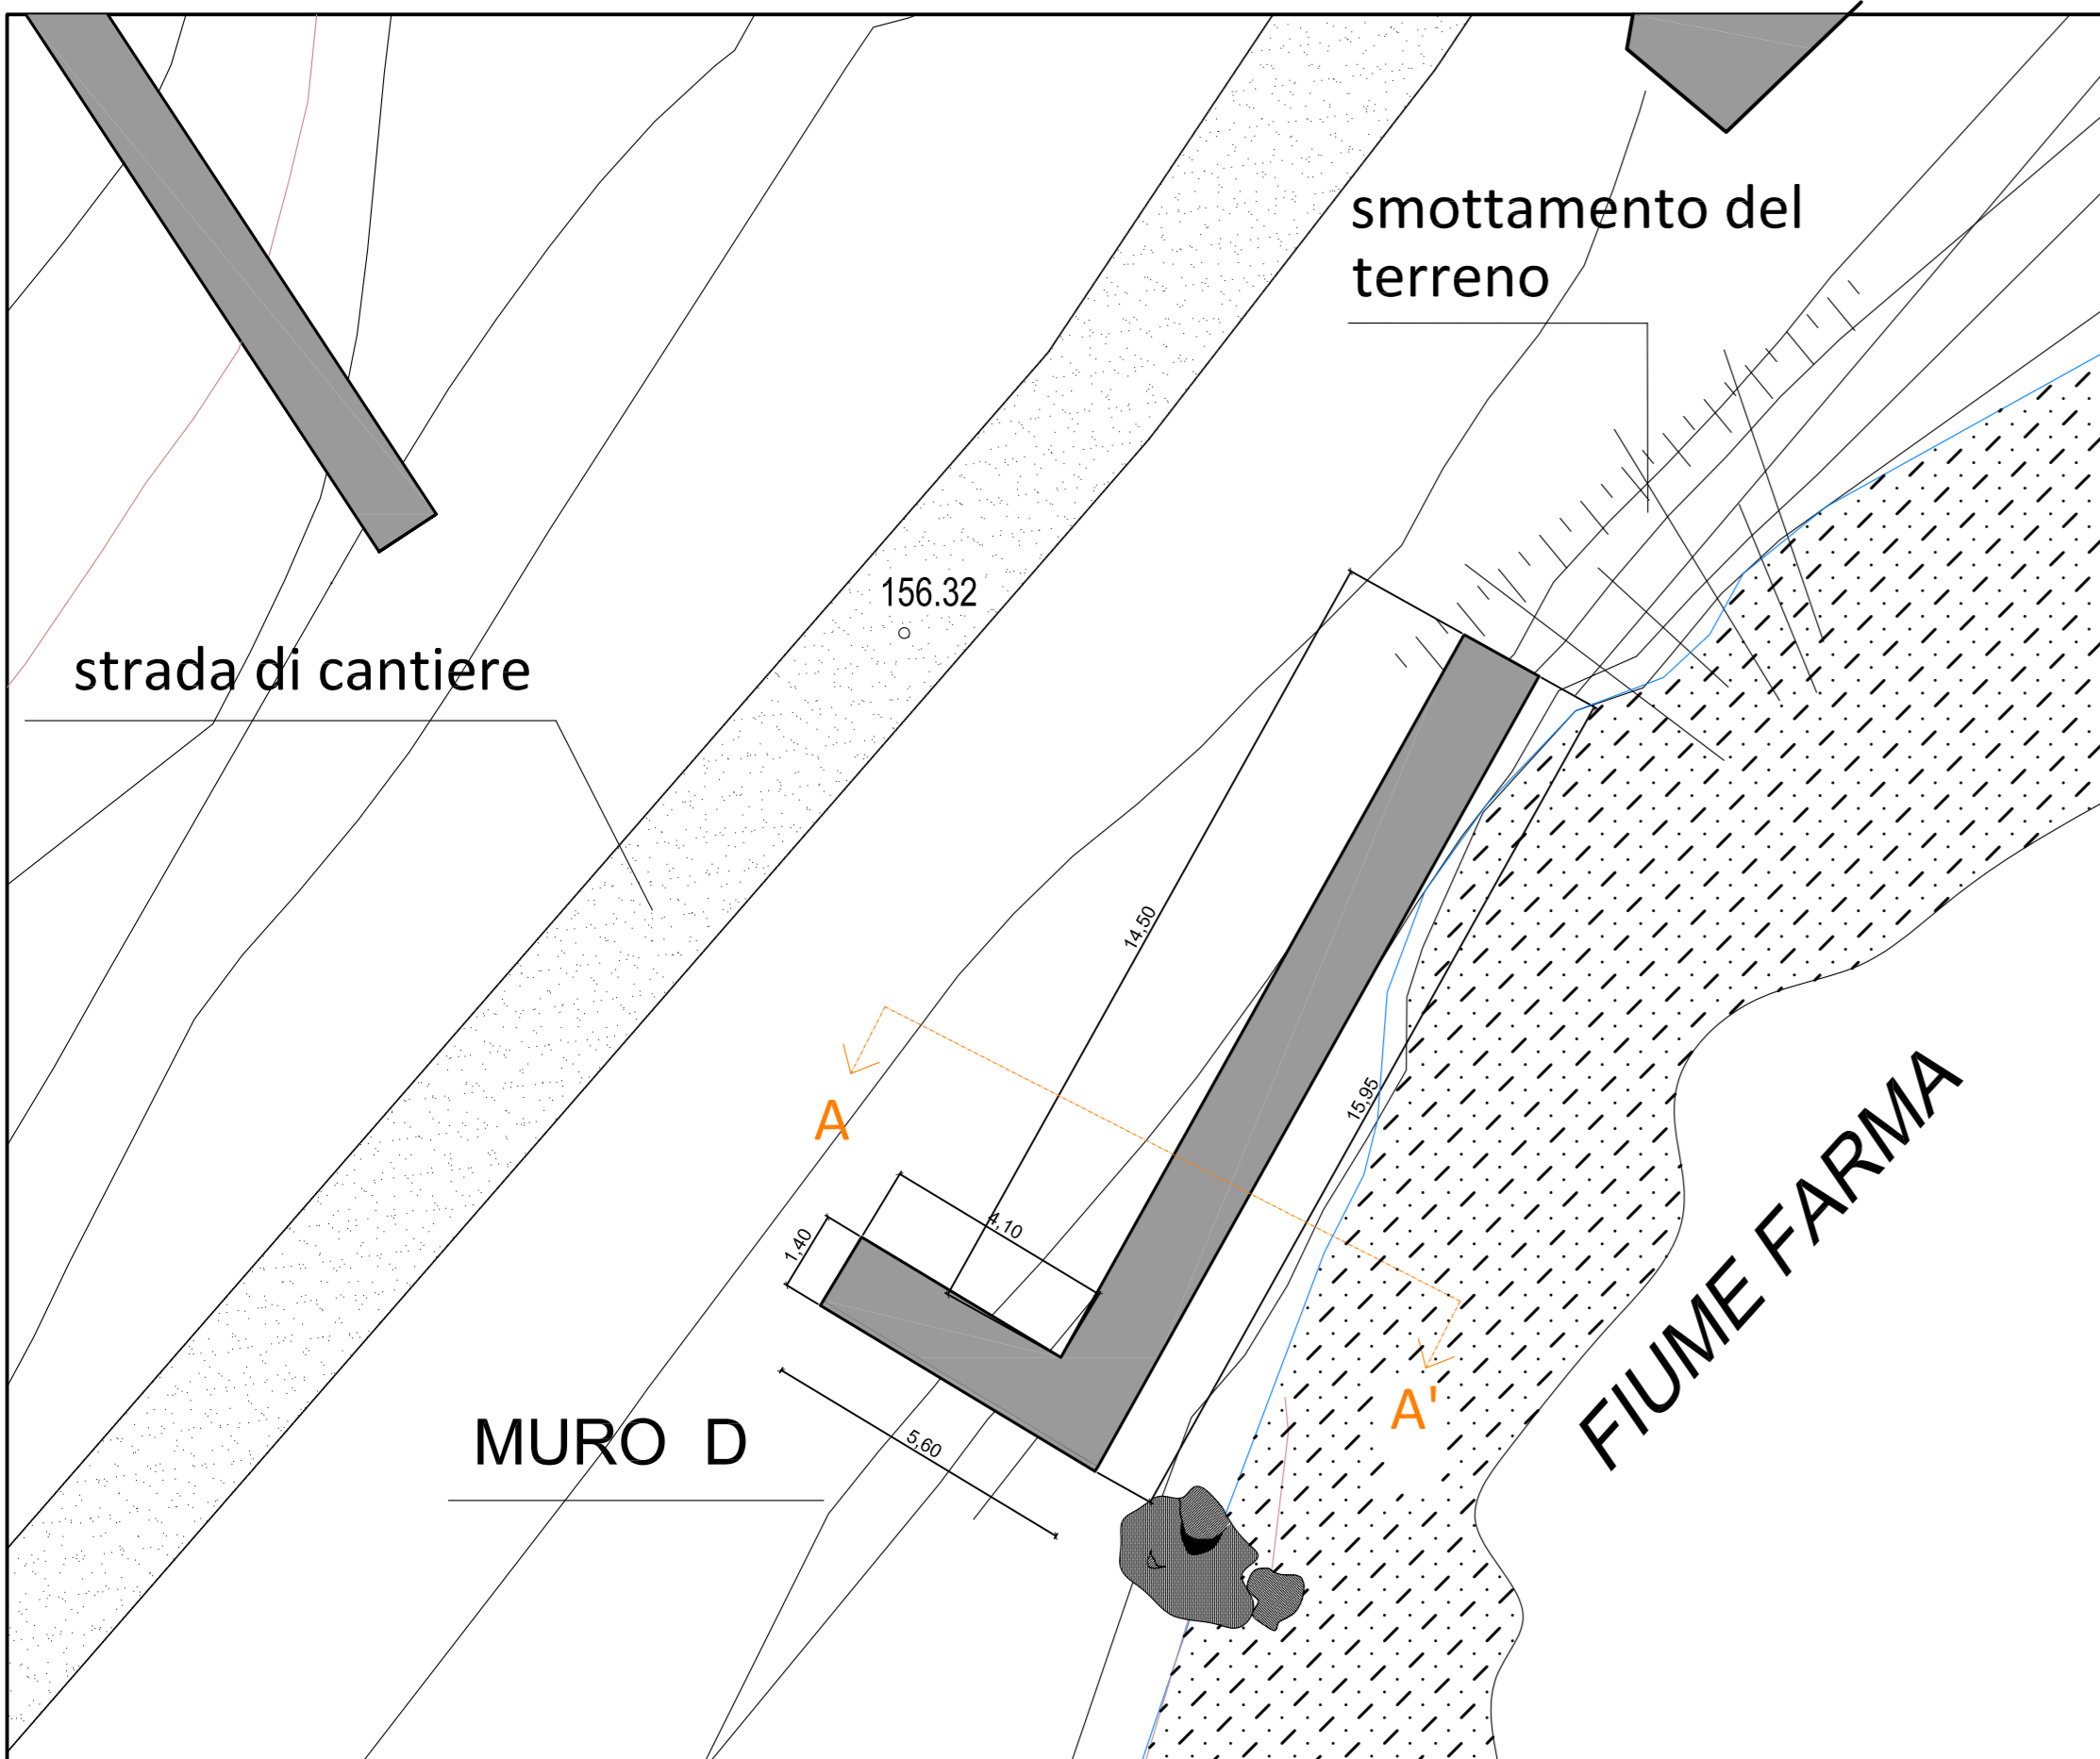 smottamento del
terreno
156.32
strada di cantiere
14,50
15,95
A
4,10
1,40
A'
FIUME FARMA
MURO D
5,60